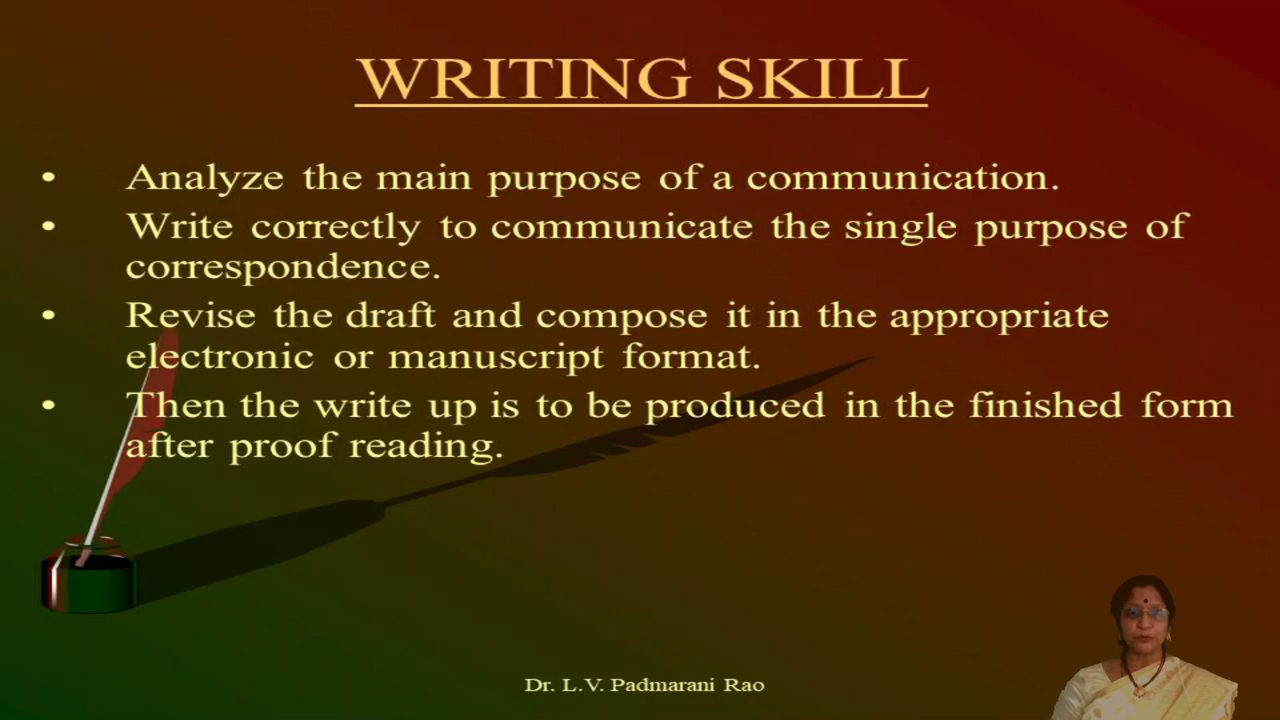 WRITING SKILL
• Analyze the main purpose of a communication.
• Write correctly to communicate the single purpose of
correspondence.
• Revise the draft and compose it in the appropriate
electronic or manuscript format.
• Then the write up is to be produced in the finished form
after proof reading.
Dr. L.V. Padmarani Rao